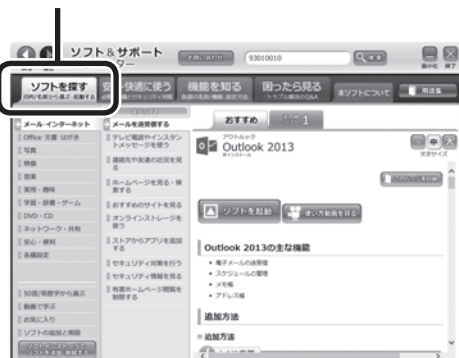 ソフト&サポート
ター
お問い合わせ
93010010
検索
最小化 終了
ソフトを探す
目的/名前から選ぶ・起動する
快適に使う
機能を知る
各部の名前/機能・設定方法
困ったら見る
トラブル解決のQ&A
本ソフトについて
用語集
メール・インターネット
Office・文書・はがき
写真
映像
音楽
実用・趣味
学習・辞書・ゲーム
DVD・CD
ネットワーク・共有
安心・便利
各種設定
50音/英数字から選ぶ
動画で学ぶ
お気に入り
ソフトの追加と削除
メールを送受信する
テレビ電話やインスタン
トメッセージを使う
連絡先や友達の近況を見
る
ホームページを見る・検
索する
おすすめのサイトを見る
オンラインストレージを
使う
ストアからアプリを追加
する
セキュリティ対策を行う
セキュリティ情報を見る
有害ホームページ閲覧を
制限する
おすすめ
1
アウトルック
Outlook 2013
小 中 大
文字サイズ
ソフトを起動
使い方動画を見る
Outlook 2013の主な機能
• 電子メールの送受信
• スケジュールの管理
• メモ帳
• アドレス帳
追加方法
追加方法